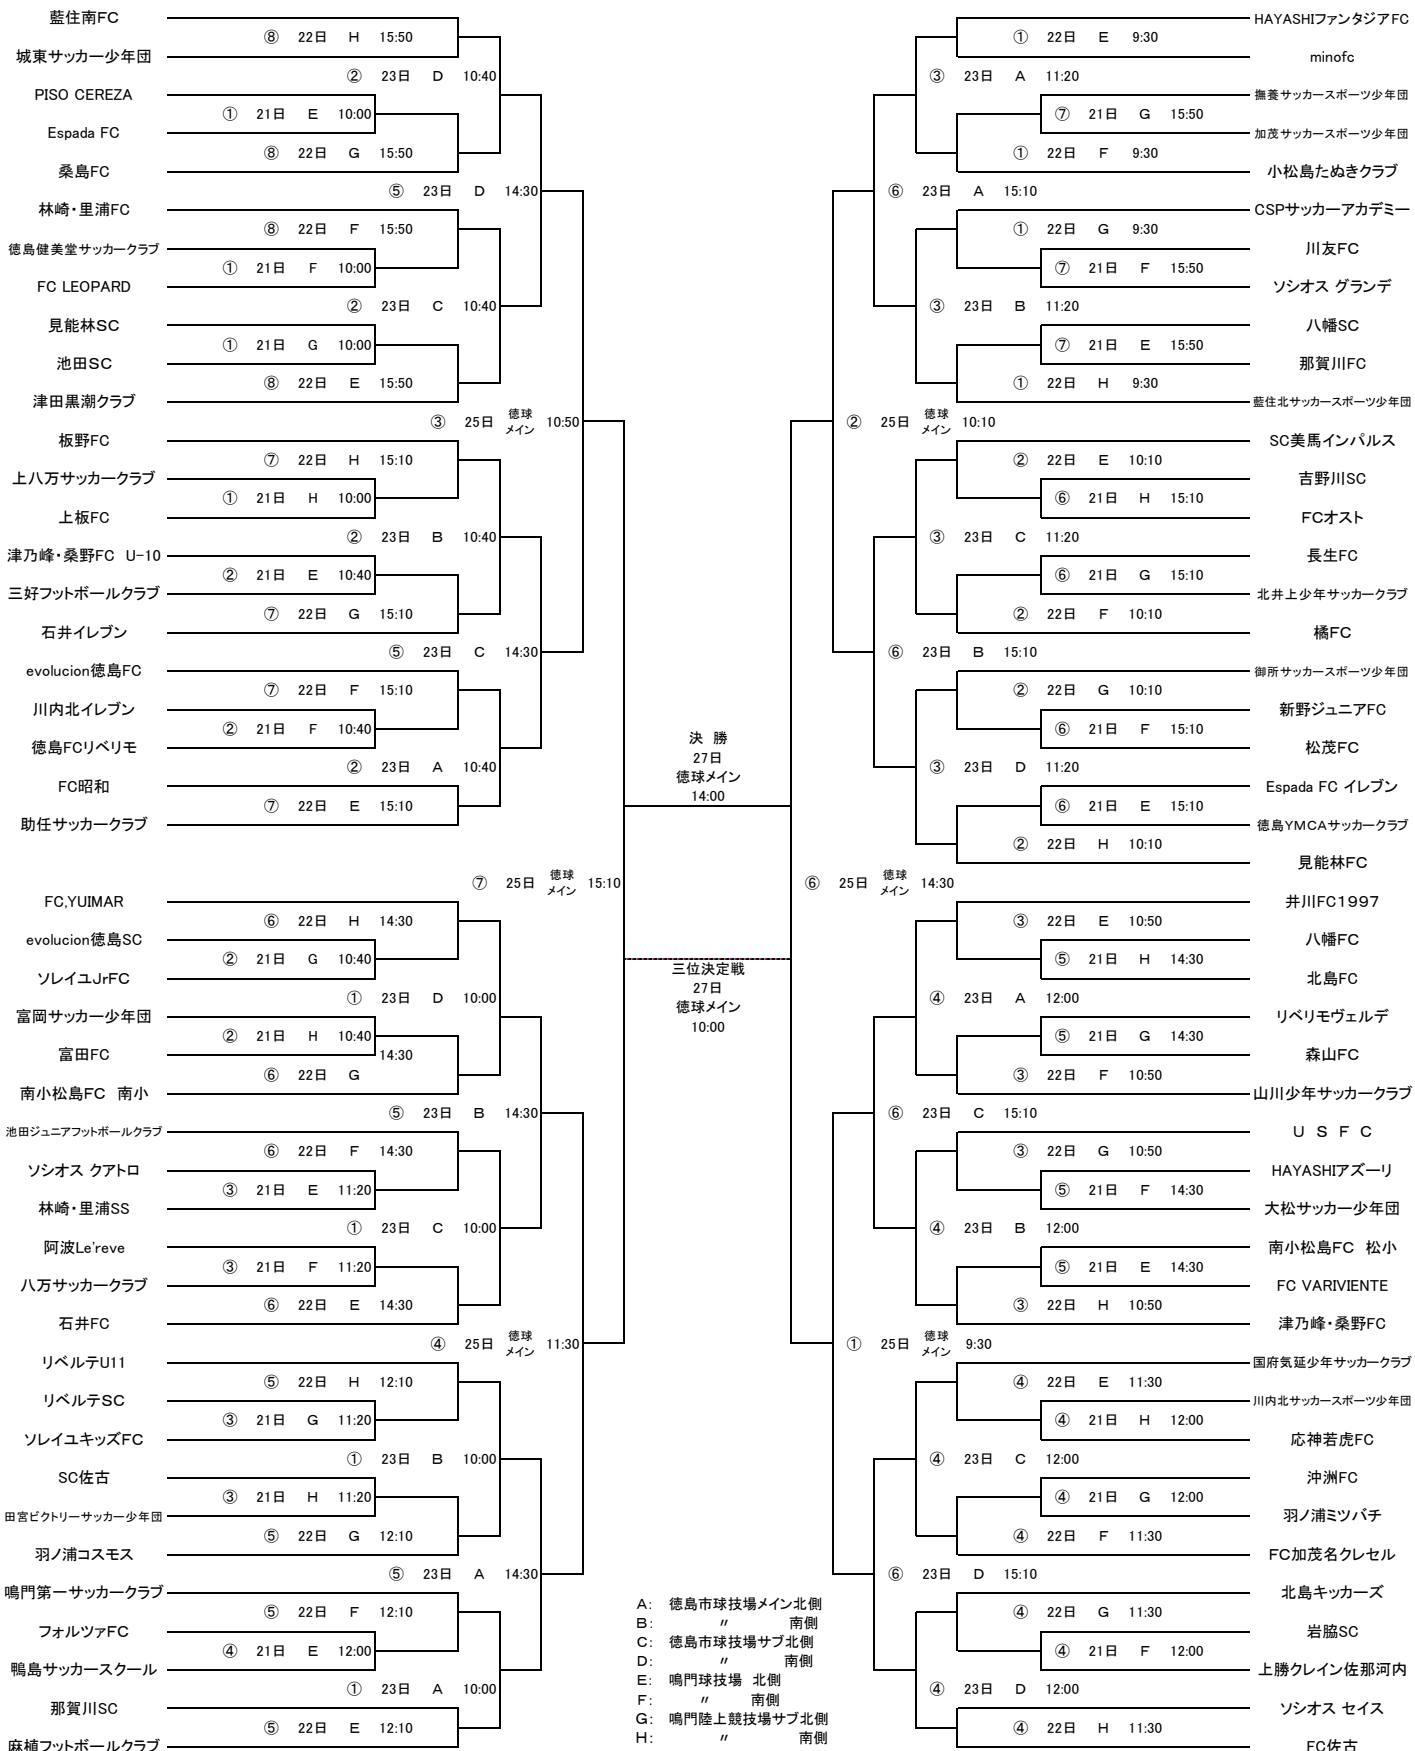 藍住南FC
⑧ 22日 H 15:50
城東サッカー少年団
② 23日 D 10:40
PISO CEREZA
① 21日 E 10:00
Espada FC
⑧ 22日 G 15:50
桑島FC
⑤ 23日 D 14:30
林崎・里浦FC
⑧ 22日 F 15:50
徳島健美堂サッカークラブ
① 21日 F 10:00
FC LEOPARD
② 23日 C 10:40
見能林SC
① 21日 G 10:00
池田SC
⑧ 22日 E 15:50
津田黒潮クラブ
③ 25日 徳球メイン 10:50
板野FC
⑦ 22日 H 15:10
上八万サッカークラブ
① 21日 H 10:00
上板FC
② 23日 B 10:40
津乃峰・桑野FC U-10
② 21日 E 10:40
三好フットボールクラブ
⑦ 22日 G 15:10
石井イレブン
⑤ 23日 C 14:30
evolucion徳島FC
⑦ 22日 F 15:10
川内北イレブン
② 21日 F 10:40
徳島FCリベリモ
② 23日 A 10:40
FC昭和
⑦ 22日 E 15:10
助任サッカークラブ
⑦ 25日 徳球メイン 15:10
FC,YUIMAR
⑥ 22日 H 14:30
evolucion徳島SC
② 21日 G 10:40
ソレイユJrFC
① 23日 D 10:00
富岡サッカー少年団
② 21日 H 10:40
富田FC
14:30
⑥ 22日 G
南小松島FC 南小
⑤ 23日 B 14:30
池田ジュニアフットボールクラブ
⑥ 22日 F 14:30
ソシオス クアトロ
③ 21日 E 11:20
林崎・里浦SS
① 23日 C 10:00
阿波Le'reve
③ 21日 F 11:20
八万サッカークラブ
⑥ 22日 E 14:30
石井FC
④ 25日 徳球メイン 11:30
リベルテU11
⑤ 22日 H 12:10
リベルテSC
③ 21日 G 11:20
ソレイユキッズFC
① 23日 B 10:00
SC佐古
③ 21日 H 11:20
田宮ビクトリーサッカー少年団
⑤ 22日 G 12:10
羽ノ浦コスモス
⑤ 23日 A 14:30
鳴門第一サッカークラブ
⑤ 22日 F 12:10
フォルツァFC
④ 21日 E 12:00
鴨島サッカースクール
① 23日 A 10:00
那賀川SC
⑤ 22日 E 12:10
麻植フットボールクラブ
決 勝
27日
徳球メイン
14:00
三位決定戦
27日
徳球メイン
10:00
A: 徳島市球技場メイン北側
B: 〃 南側
C: 徳島市球技場サブ北側
D: 〃 南側
E: 鳴門球技場 北側
F: 〃 南側
G: 鳴門陸上競技場サブ北側
H: 〃 南側
HAYASHIファンタジアFC
① 22日 E 9:30
minofc
③ 23日 A 11:20
撫養サッカースポーツ少年団
⑦ 21日 G 15:50
加茂サッカースポーツ少年団
① 22日 F 9:30
小松島たぬきクラブ
⑥ 23日 A 15:10
CSPサッカーアカデミー
① 22日 G 9:30
川友FC
⑦ 21日 F 15:50
ソシオス グランデ
③ 23日 B 11:20
八幡SC
⑦ 21日 E 15:50
那賀川FC
① 22日 H 9:30
藍住北サッカースポーツ少年団
② 25日 徳球メイン 10:10
SC美馬インパルス
② 22日 E 10:10
吉野川SC
⑥ 21日 H 15:10
FCオスト
③ 23日 C 11:20
長生FC
⑥ 21日 G 15:10
北井上少年サッカークラブ
② 22日 F 10:10
橘FC
⑥ 23日 B 15:10
御所サッカースポーツ少年団
② 22日 G 10:10
新野ジュニアFC
⑥ 21日 F 15:10
松茂FC
③ 23日 D 11:20
Espada FC イレブン
⑥ 21日 E 15:10
徳島YMCAサッカークラブ
② 22日 H 10:10
見能林FC
⑥ 25日 徳球メイン 14:30
井川FC1997
③ 22日 E 10:50
八幡FC
⑤ 21日 H 14:30
北島FC
④ 23日 A 12:00
リベリモヴェルデ
⑤ 21日 G 14:30
森山FC
③ 22日 F 10:50
山川少年サッカークラブ
⑥ 23日 C 15:10
U S F C
③ 22日 G 10:50
HAYASHIアズーリ
⑤ 21日 F 14:30
大松サッカー少年団
④ 23日 B 12:00
南小松島FC 松小
⑤ 21日 E 14:30
FC VARIVIENTE
③ 22日 H 10:50
津乃峰・桑野FC
① 25日 徳球メイン 9:30
国府気延少年サッカークラブ
④ 22日 E 11:30
川内北サッカースポーツ少年団
④ 21日 H 12:00
応神若虎FC
④ 23日 C 12:00
沖洲FC
④ 21日 G 12:00
羽ノ浦ミツバチ
④ 22日 F 11:30
FC加茂名クレセル
⑥ 23日 D 15:10
北島キッカーズ
④ 22日 G 11:30
岩脇SC
④ 21日 F 12:00
上勝クレイン佐那河内
④ 23日 D 12:00
ソシオス セイス
④ 22日 H 11:30
FC佐古